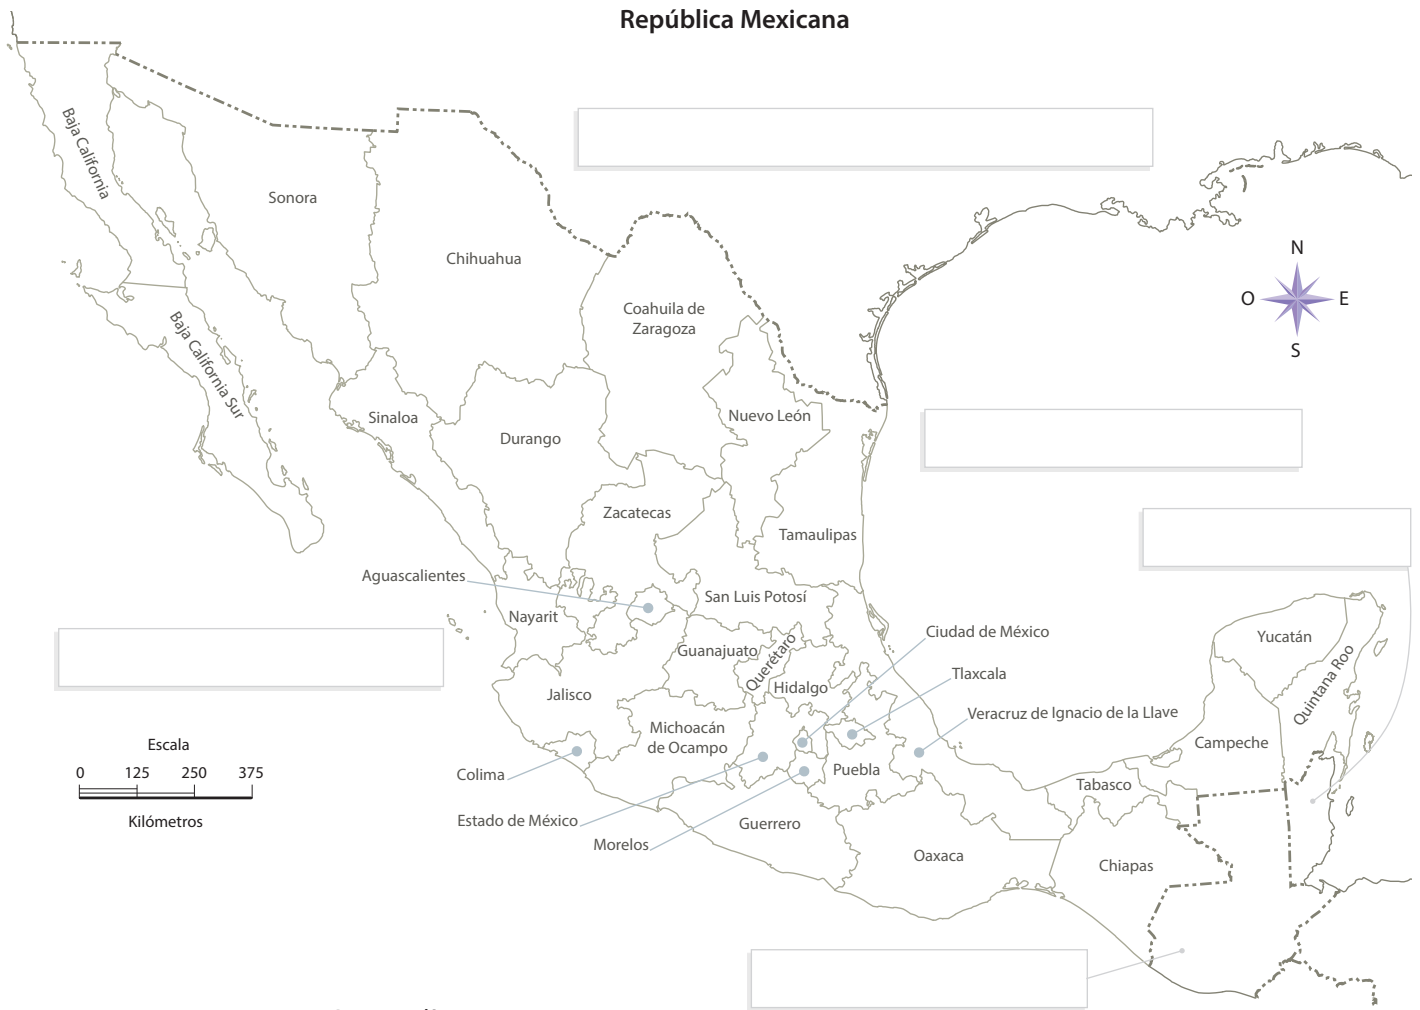 República Mexicana
Baja California
Sonora
Chihuahua
Coahuila de
Zaragoza
N
O
E
S
Baja California Sur
Sinaloa
Durango
Nuevo León
Zacatecas
Tamaulipas
Aguascalientes
San Luis Potosí
Nayarit
Guanajuato
Querétaro
Hidalgo
Ciudad de México
Tlaxcala
Veracruz de Ignacio de la Llave
Yucatán
Quintana Roo
Campeche
Jalisco
Michoacán
de Ocampo
Escala
0 125 250 375
Kilómetros
Colima
Estado de México
Morelos
Puebla
Guerrero
Tabasco
Oaxaca
Chiapas